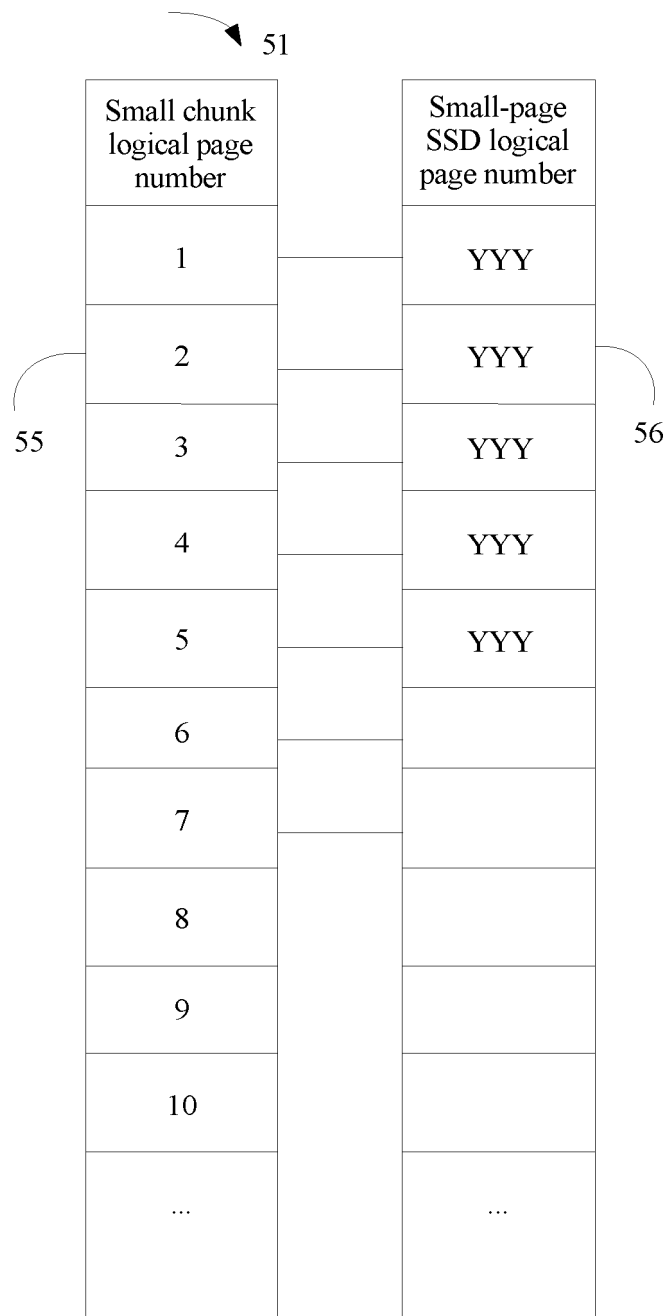 51
Small chunk
logical page
number
Small-page
SSD logical
page number
1
YYY
2
YYY
55
56
3
YYY
4
YYY
5
YYY
6
7
8
9
10
...
...